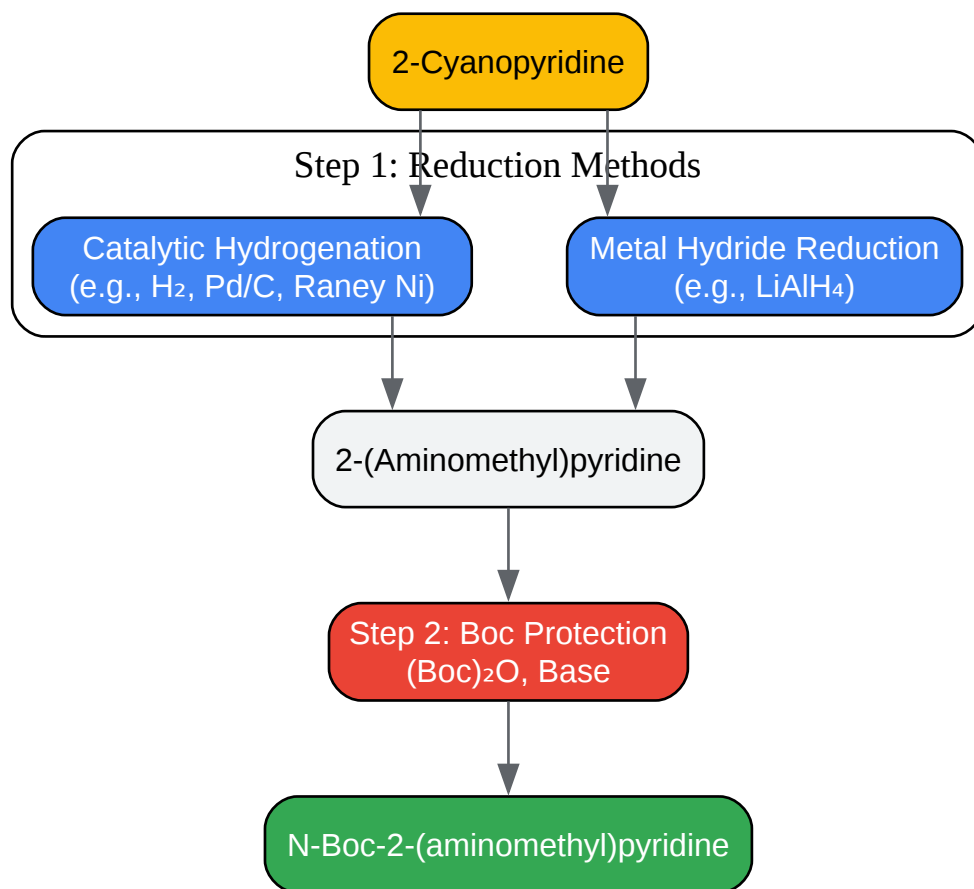 2-Cyanopyridine
Step 1: Reduction Methods
Catalytic Hydrogenation
(e.g., H₂, Pd/C, Raney Ni)
Metal Hydride Reduction
(e.g., LiAlH₄)
2-(Aminomethyl)pyridine
Step 2: Boc Protection
(Boc)₂O, Base
N-Boc-2-(aminomethyl)pyridine